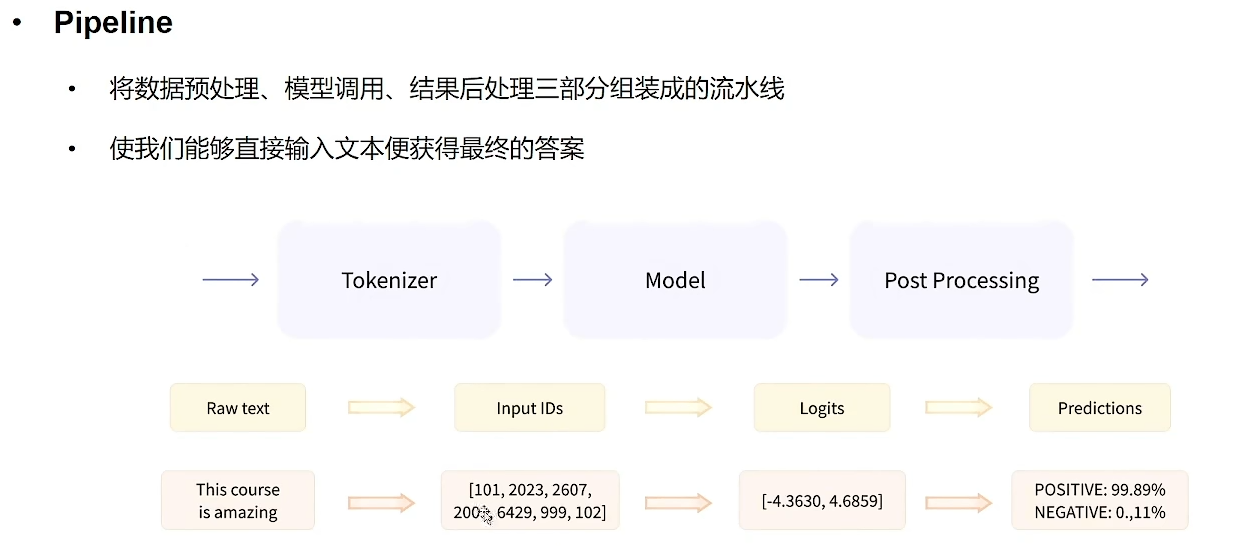 Pipeline
将数据预处理、模型调用、结果后处理三部分组装成的流水线
使我们能够直接输入文本便获得最终的答案
Tokenizer
Model
Post Processing
Raw text
Input IDs
Logits
Predictions
This course
is amazing
[101, 2023, 2607,
6429, 999, 102]
[-4.3630, 4.6859]
POSITIVE: 99.89%
NEGATIVE: 0.,11%